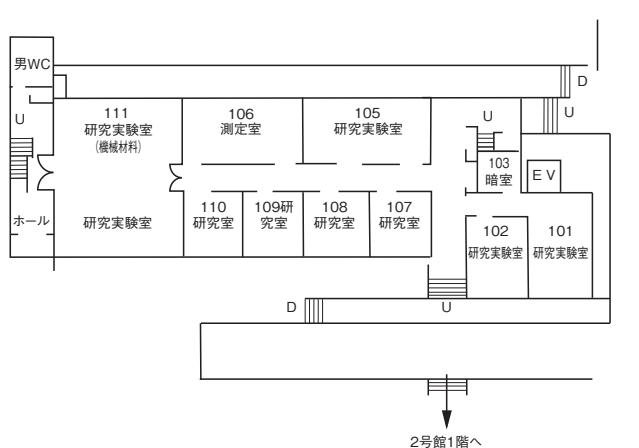 男WC
D
U
U
U
111
研究実験室
(機械材料)
106
測定室
105
研究実験室
103
暗室
EV
ホール
研究実験室
110
研究室
109研
究室
108
研究室
107
研究室
102
研究実験室
101
研究実験室
D
U
2号館1階へ